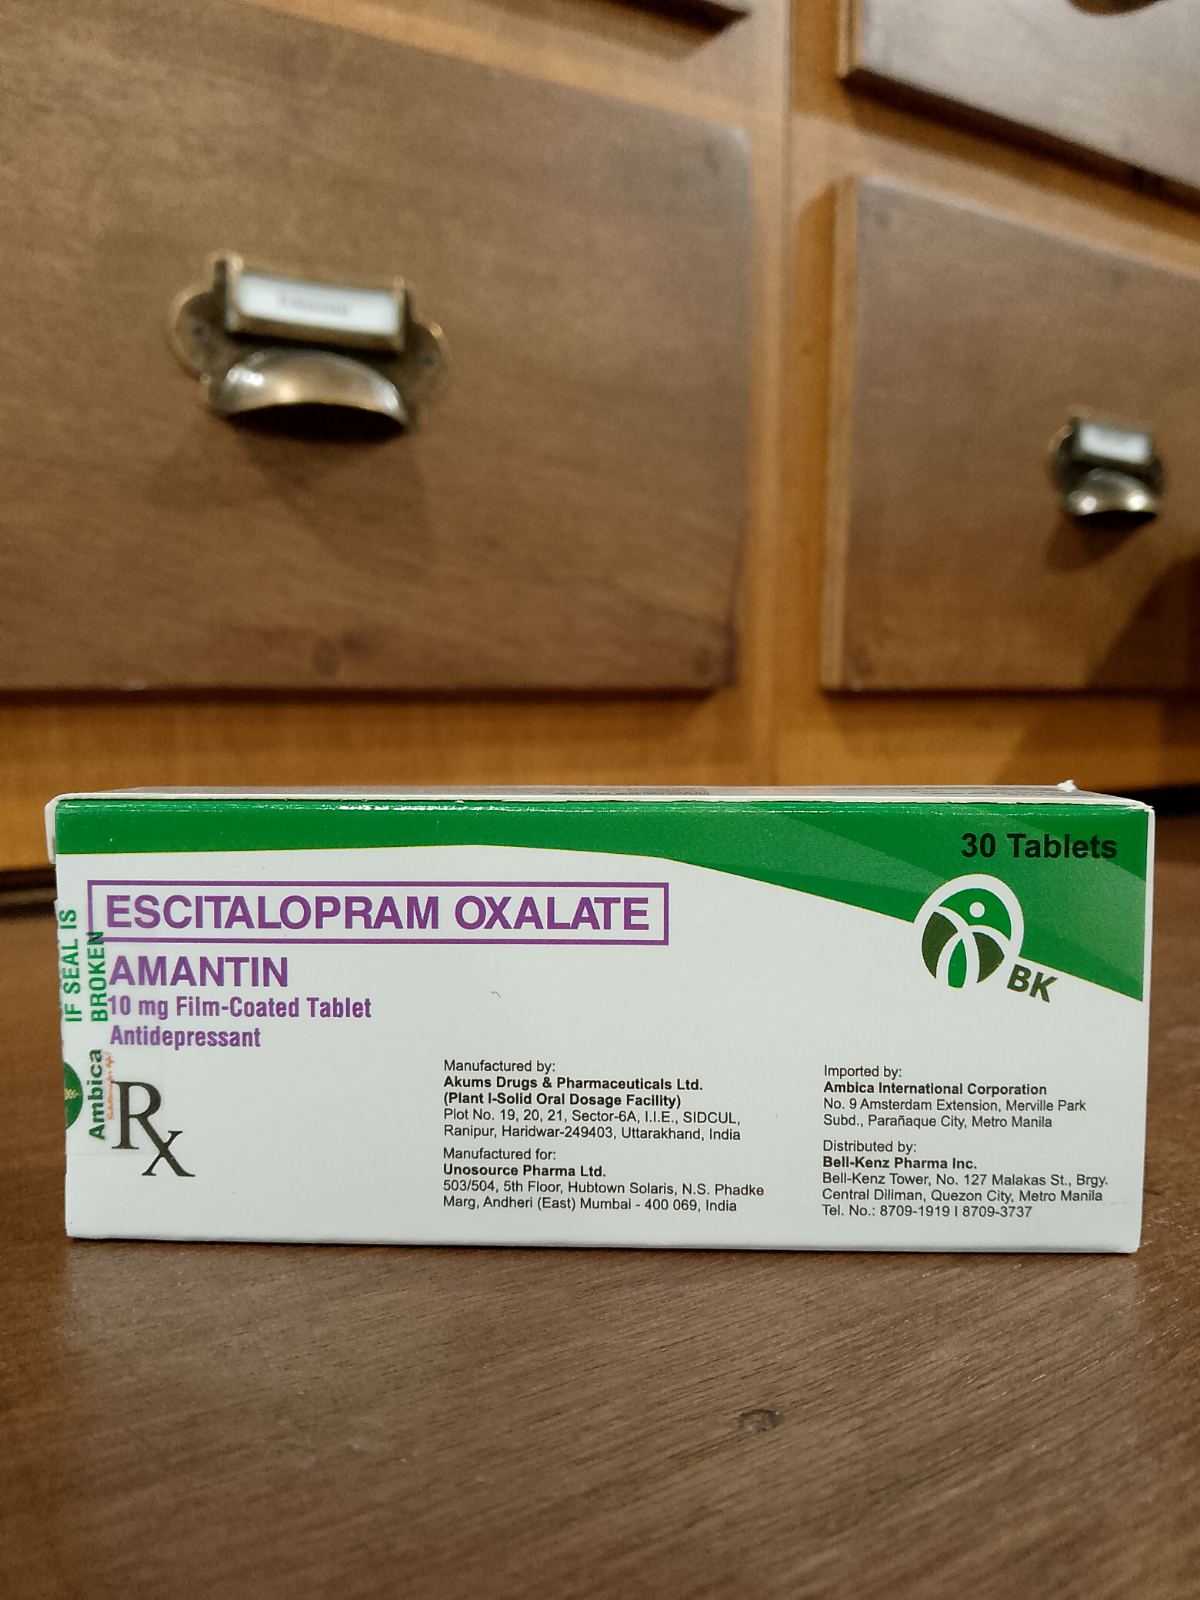 30 Tablets
ESCITALOPRAM OXALATE
AMANTIN
10 mg Film-Coated Tablet
Antidepressant
Rx
BK
IF SEAL IS
BROKEN
Ambica
Manufactured by:
Akums Drugs & Pharmaceuticals Ltd.
(Plant I-Solid Oral Dosage Facility)
Plot No. 19, 20, 21, Sector-6A, I.I.E., SIDCUL,
Ranipur, Haridwar-249403, Uttarakhand, India
Manufactured for:
Unosource Pharma Ltd.
503/504, 5th Floor, Hubtown Solaris, N.S. Phadke
Marg, Andheri (East) Mumbai - 400 069, India
Imported by:
Ambica International Corporation
No. 9 Amsterdam Extension, Merville Park
Subd., Parañaque City, Metro Manila
Distributed by:
Bell-Kenz Pharma Inc.
Bell-Kenz Tower, No. 127 Malakas St., Brgy.
Central Diliman, Quezon City, Metro Manila
Tel. No.: 8709-1919 I 8709-3737